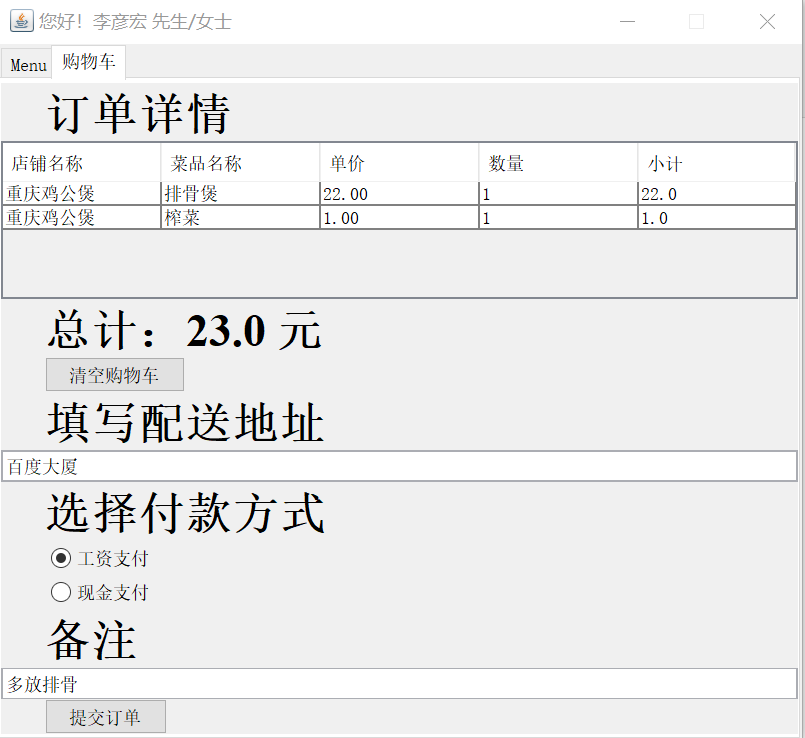 您好！李彦宏 先生/女士
Menu 购物车
订单详情
店铺名称 菜品名称 单价 数量 小计
重庆鸡公煲 排骨煲 22.00 1 22.0
重庆鸡公煲 榨菜 1.00 1 1.0
总计：23.0 元
清空购物车
填写配送地址
百度大厦
选择付款方式
工资支付
现金支付
备注
多放排骨
提交订单